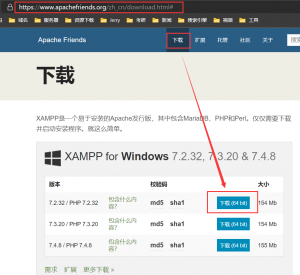 https://www.apachefriends.org/zh_cn/download.html#
Apache Friends 下载 扩展 托管 社区 关于
下载
XAMPP是一个易于安装的Apache发行版，其中包含MariaDB、PHP和Perl。仅仅需要下载
并启动安装程序。就这么简单。
XAMPP for Windows 7.2.32, 7.3.20 & 7.4.8
版本 校验码 大小
7.2.32 / PHP 7.2.32 包含什么内容? md5 sha1 下载 (64 bit) 154 Mb
7.3.20 / PHP 7.3.20 包含什么内容? md5 sha1 下载 (64 bit) 154 Mb
7.4.8 / PHP 7.4.8 包含什么内容? md5 sha1 下载 (64 bit) 155 Mb
需求 扩展 更多下载 »